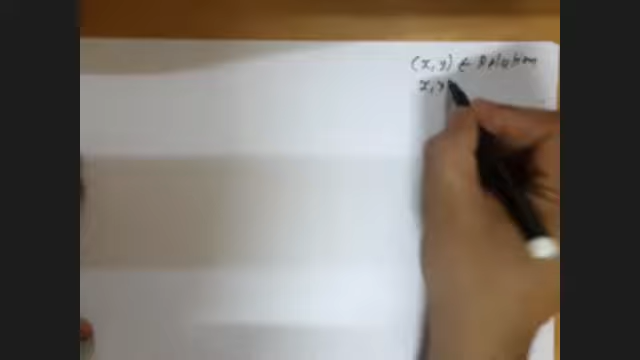 (x, y) ∈ Relation
x, y